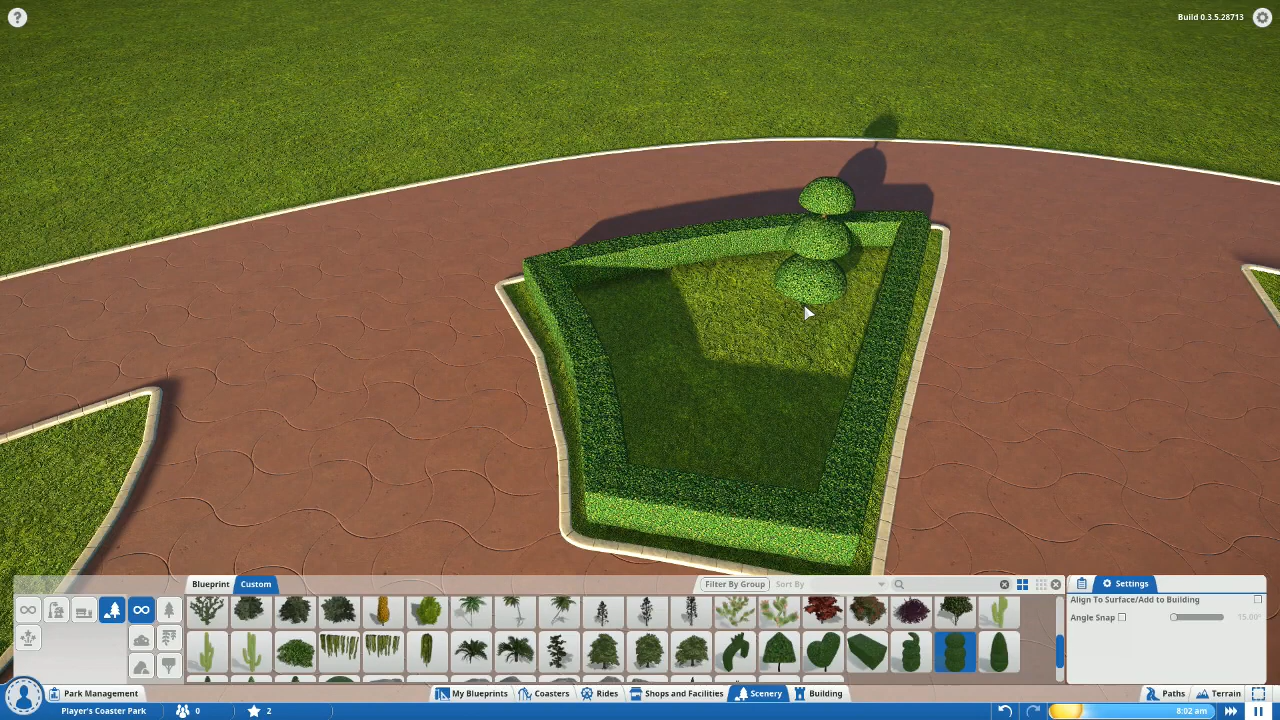 ?
Build 0.3.5.28713
Blueprint
Custom
Filter By Group
Sort By
Settings
Align To Surface/Add to Building
Angle Snap
15.00°
Park Management
My Blueprints
Coasters
Rides
Shops and Facilities
Scenery
Building
Paths
Terrain
Player's Coaster Park
0
2
8:02 am